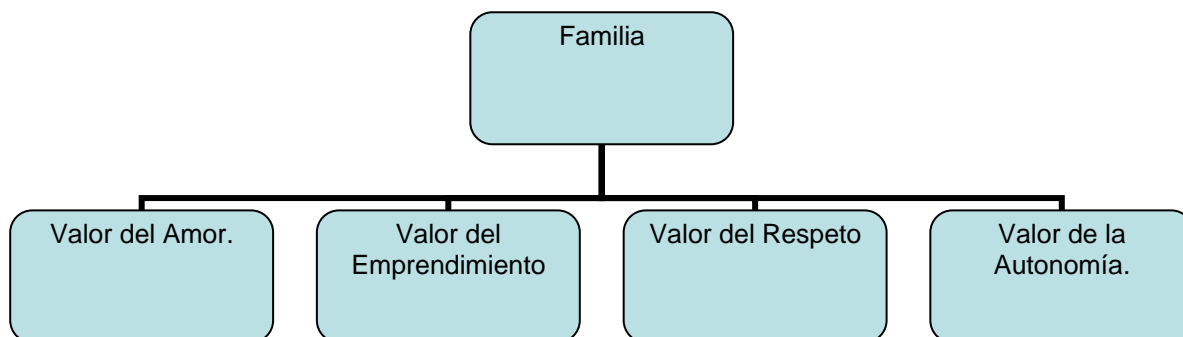 Familia
Valor del Amor.
Valor del
Emprendimiento
Valor del Respeto
Valor de la
Autonomía.